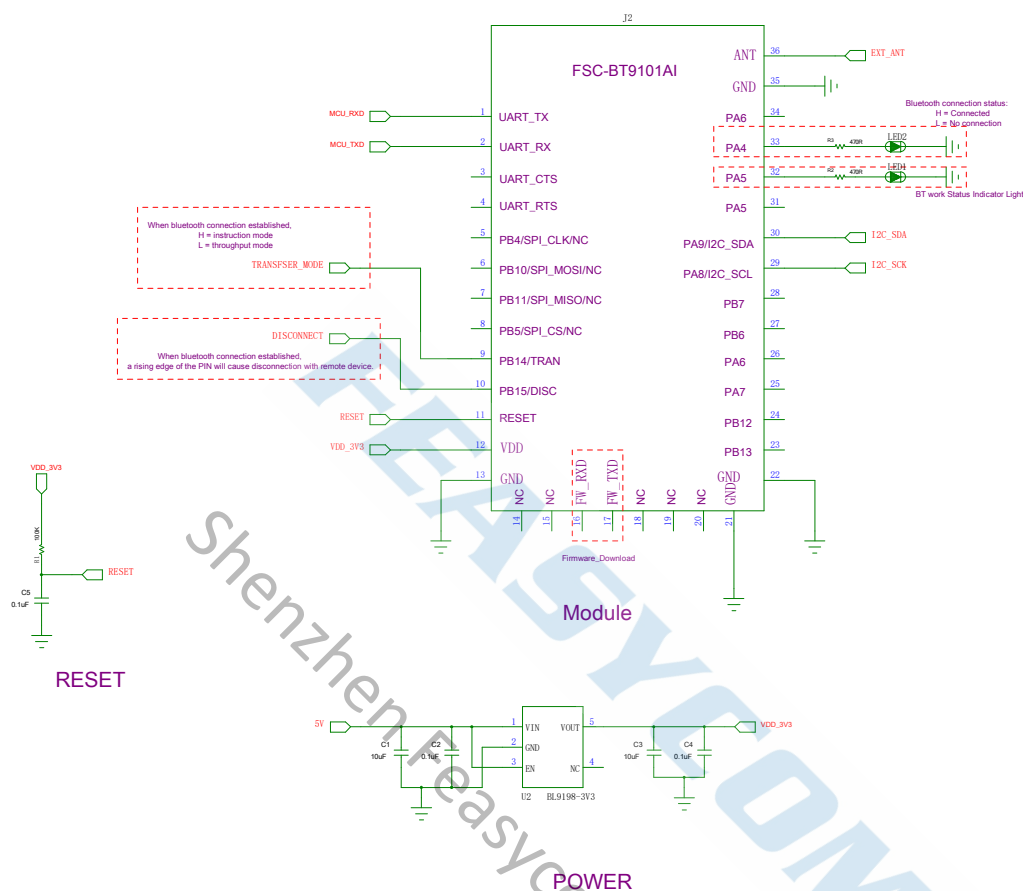 J2
FSC-BT9101AI
MCU_RXD
1
UART_TX
MCU_TXD
2
UART_RX
3
UART_CTS
4
UART_RTS
5
PB4/SPI_CLK/NC
6
PB10/SPI_MOSI/NC
7
PB11/SPI_MISO/NC
8
PB5/SPI_CS/NC
9
PB14/TRAN
10
PB15/DISC
RESET
11
RESET
VDD_3V3
12
VDD
13
GND
When bluetooth connection established,
H = instruction mode
L = throughput mode
TRANSFSER_MODE
DISCONNECT
When bluetooth connection established,
a rising edge of the PIN will cause disconnection with remote device.
14
NC
15
NC
16
FW_RXD
17
FW_TXD
18
NC
19
NC
20
NC
21
GND
Firmware_Download
ANT
36
EXT_ANT
GND
35
PA6
34
PA4
33
R3
470R
LED2
PA5
32
R2
470R
LED1
PA5
31
PA9/I2C_SDA
30
I2C_SDA
PA8/I2C_SCL
29
I2C_SCK
PB7
28
PB6
27
PA6
26
PA7
25
PB12
24
PB13
23
GND
22
Bluetooth connection status:
H = Connected
L = No connection
BT work Status Indicator Light
Module
VDD_3V3
100K
R1
RESET
C5
0.1uF
RESET
5V
C1
10uF
C2
0.1uF
1
VIN
2
GND
3
EN
VOUT
5
NC
4
U2
BL9198-3V3
C3
10uF
C4
0.1uF
VDD_3V3
POWER
FEASYCOM
Shenzhen Feasyco